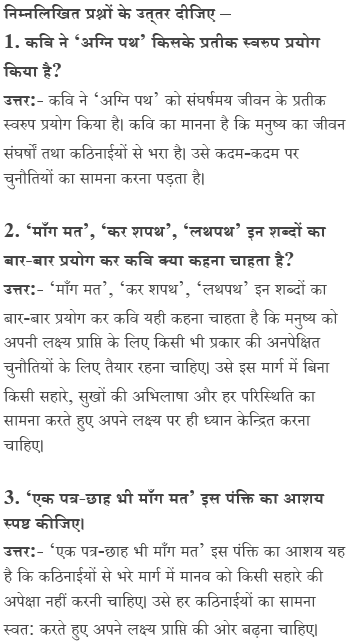 निम्नलिखित प्रश्नों के उत्तर दीजिए –
1. कवि ने ‘अग्नि पथ’ किसके प्रतीक स्वरुप प्रयोग
किया है?
उत्तर:- कवि ने ‘अग्नि पथ’ को संघर्षमय जीवन के प्रतीक
स्वरुप प्रयोग किया है। कवि का मानना है कि मनुष्य का जीवन
संघर्षों तथा कठिनाईयों से भरा है। उसे कदम-कदम पर
चुनौतियों का सामना करना पड़ता है।
2. ‘माँग मत’, ‘कर शपथ’, ‘लथपथ’ इन शब्दों का
बार-बार प्रयोग कर कवि क्या कहना चाहता है?
उत्तर:- ‘माँग मत’, ‘कर शपथ’, ‘लथपथ’ इन शब्दों का
बार-बार प्रयोग कर कवि यही कहना चाहता है कि मनुष्य को
अपनी लक्ष्य प्राप्ति के लिए किसी भी प्रकार की अनपेक्षित
चुनौतियों के लिए तैयार रहना चाहिए। उसे इस मार्ग में बिना
किसी सहारे, सुखों की अभिलाषा और हर परिस्थिति का
सामना करते हुए अपने लक्ष्य पर ही ध्यान केन्द्रित करना
चाहिए।
3. ‘एक पत्र-छाह भी माँग मत’ इस पंक्ति का आशय
स्पष्ट कीजिए।
उत्तर:- ‘एक पत्र-छाह भी माँग मत’ इस पंक्ति का आशय यह
है कि कठिनाईयों से भरे मार्ग में मानव को किसी सहारे की
अपेक्षा नहीं करनी चाहिए। उसे हर कठिनाईयों का सामना
स्वत: करते हुए अपने लक्ष्य प्राप्ति की ओर बढ़ना चाहिए।